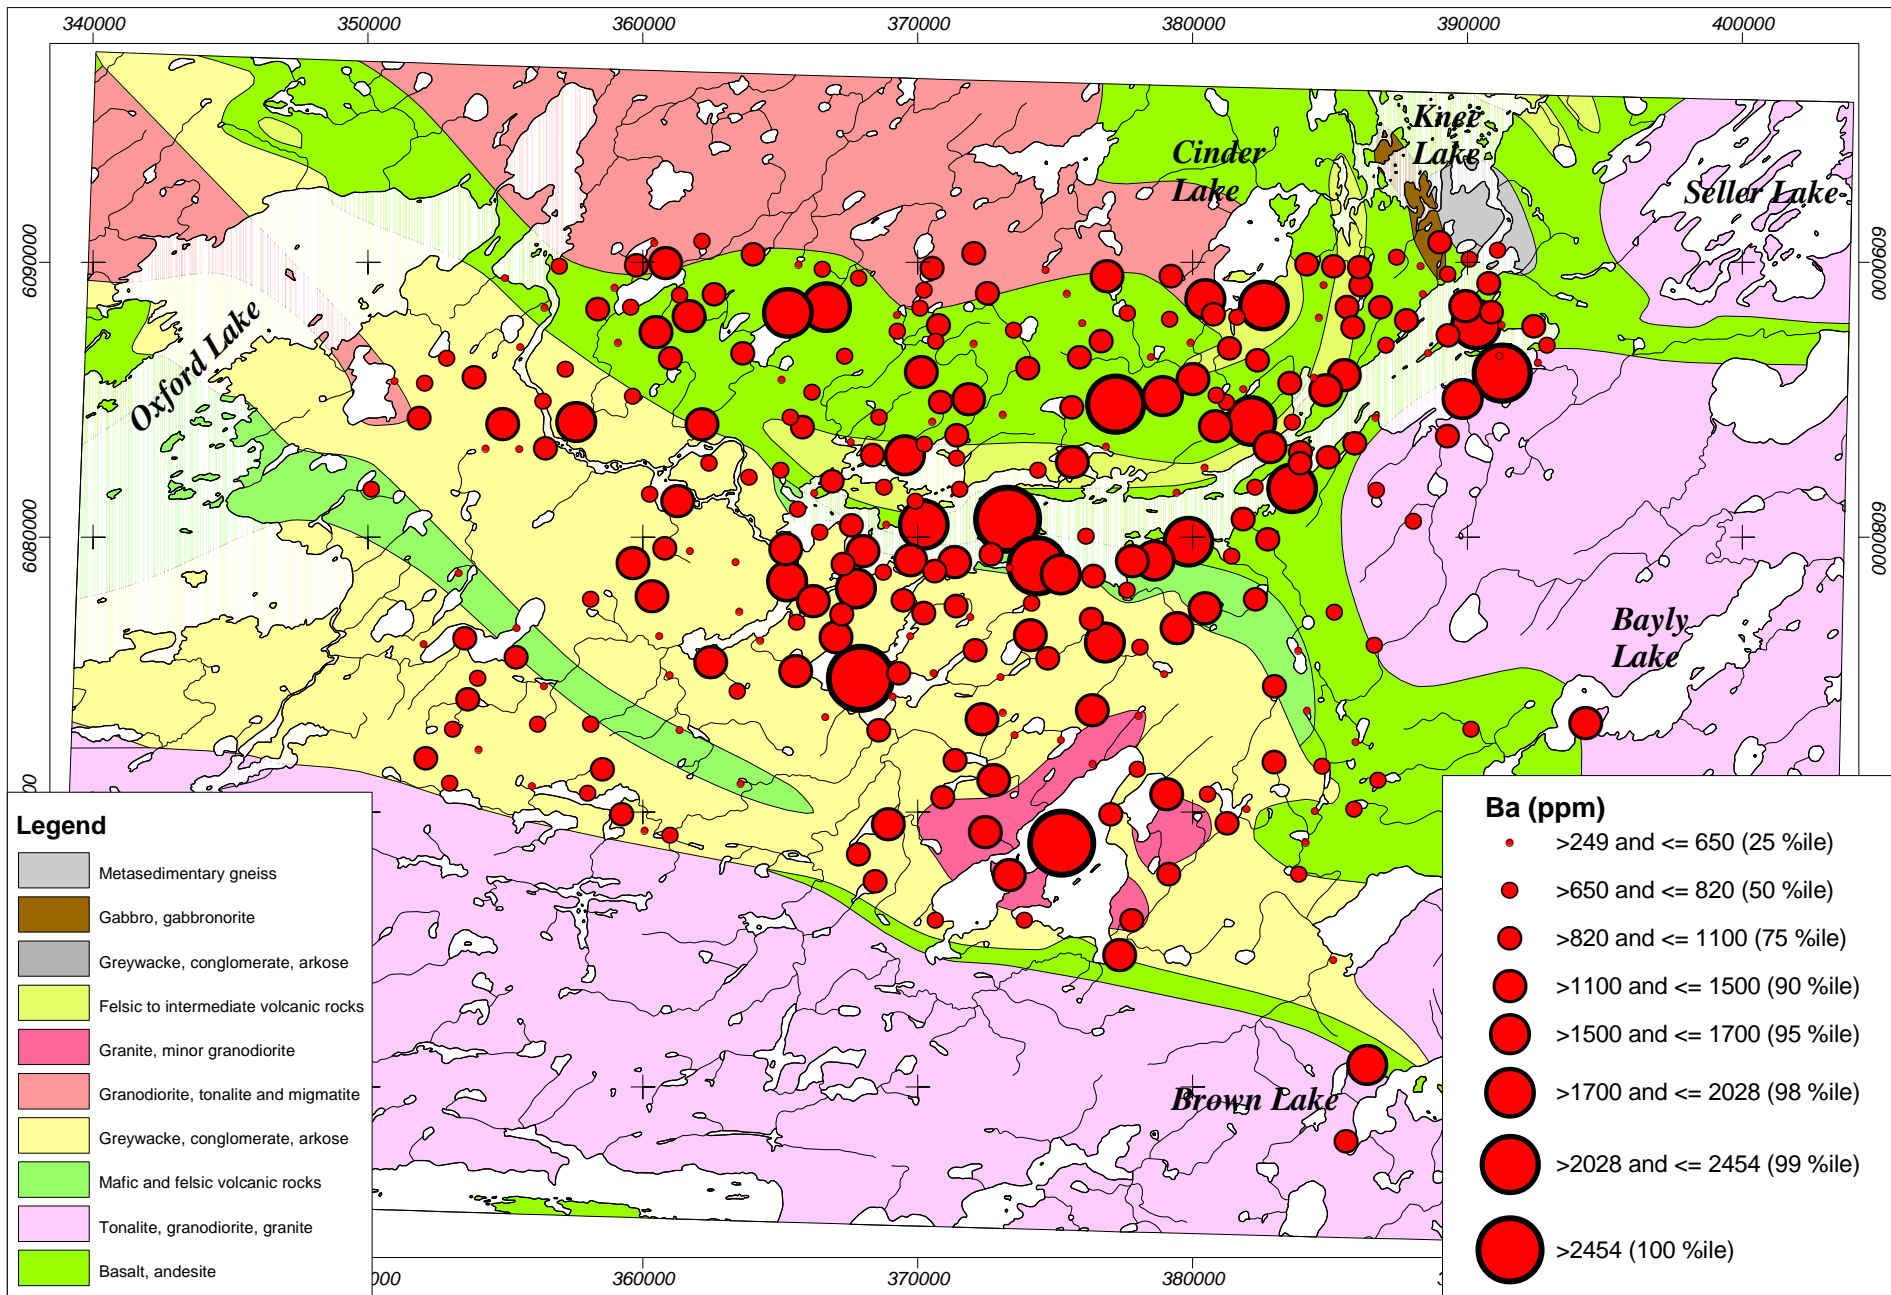 340000
350000
360000
370000
380000
390000
400000
Knee
Lake
Cinder
Lake
Seller Lake
6090000
6090000
Oxford Lake
6080000
6080000
Bayly
Lake
00
Brown Lake
Legend
Metasedimentary gneiss
Gabbro, gabbronorite
Greywacke, conglomerate, arkose
Felsic to intermediate volcanic rocks
Granite, minor granodiorite
Granodiorite, tonalite and migmatite
Greywacke, conglomerate, arkose
Mafic and felsic volcanic rocks
Tonalite, granodiorite, granite
Basalt, andesite
Ba (ppm)
>249 and <= 650 (25 %ile)
>650 and <= 820 (50 %ile)
>820 and <= 1100 (75 %ile)
>1100 and <= 1500 (90 %ile)
>1500 and <= 1700 (95 %ile)
>1700 and <= 2028 (98 %ile)
>2028 and <= 2454 (99 %ile)
>2454 (100 %ile)
000
360000
370000
380000